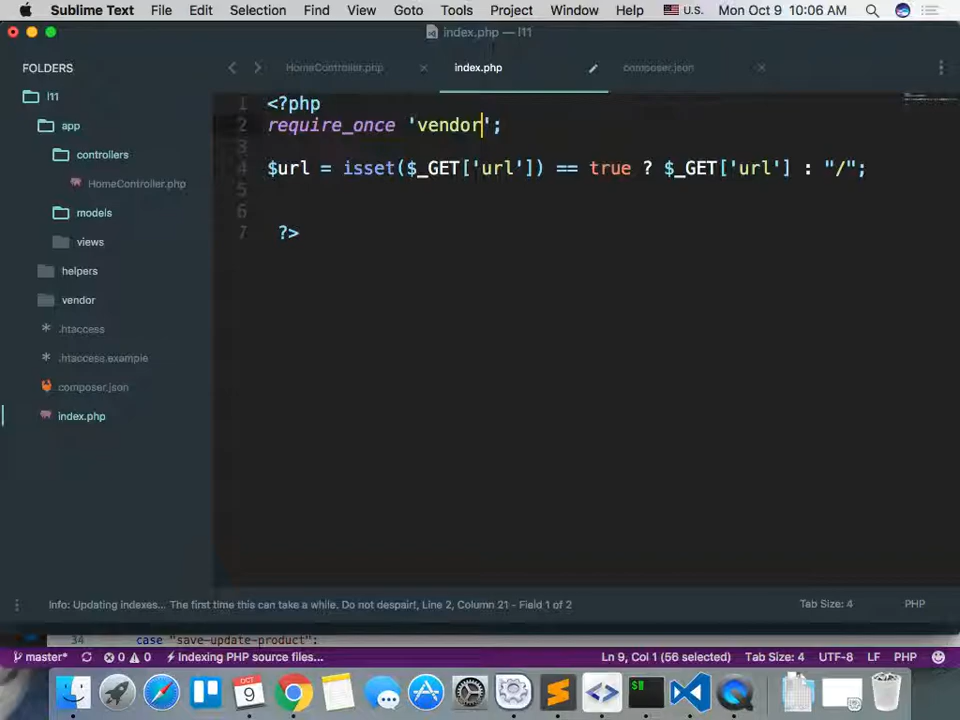 Sublime Text File Edit Selection Find View Goto Tools Project Window Help U.S. Mon Oct 9 10:06 AM
index.php — l11
FOLDERS
HomeController.php
index.php
composer.json
l11
app
controllers
HomeController.php
models
views
helpers
vendor
.htaccess
.htaccess.example
composer.json
index.php
1 <?php
2 require_once 'vendor';
3
4 $url = isset($_GET['url']) == true ? $_GET['url'] : "/";
5
6
7 ?>
Info: Updating indexes... The first time this can take a while. Do not despair!, Line 2, Column 21 - Field 1 of 2 Tab Size: 4 PHP
34 case "save-update-product":
master* 0 0 Indexing PHP source files... Ln 9, Col 1 (56 selected) Tab Size: 4 UTF-8 LF PHP
9
$